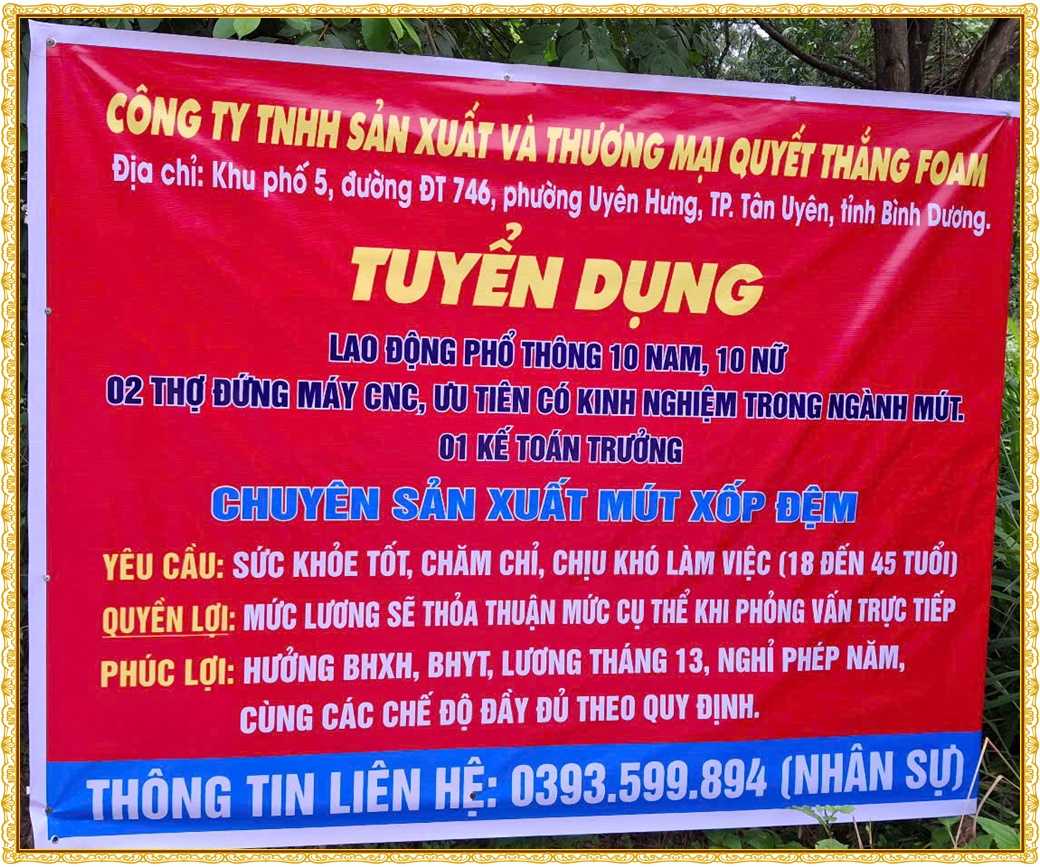 CÔNG TY TNHH SẢN XUẤT VÀ THƯƠNG MẠI QUYẾT THẮNG FOAM
Địa chỉ: Khu phố 5, đường ĐT 746, phường Uyên Hưng, TP. Tân Uyên, tỉnh Bình Dương.
TUYỂN DỤNG
LAO ĐỘNG PHỔ THÔNG 10 NAM, 10 NỮ
02 THỢ ĐỨNG MÁY CNC, ƯU TIÊN CÓ KINH NGHIỆM TRONG NGÀNH MÚT.
01 KẾ TOÁN TRƯỞNG
CHUYÊN SẢN XUẤT MÚT XỐP ĐỆM
YÊU CẦU: SỨC KHỎE TỐT, CHĂM CHỈ, CHỊU KHÓ LÀM VIỆC (18 ĐẾN 45 TUỔI)
QUYỀN LỢI: MỨC LƯƠNG SẼ THỎA THUẬN MỨC CỤ THỂ KHI PHỎNG VẤN TRỰC TIẾP
PHÚC LỢI: HƯỞNG BHXH, BHYT, LƯƠNG THÁNG 13, NGHỈ PHÉP NĂM,
CÙNG CÁC CHẾ ĐỘ ĐẦY ĐỦ THEO QUY ĐỊNH.
THÔNG TIN LIÊN HỆ: 0393.599.894 (NHÂN SỰ)